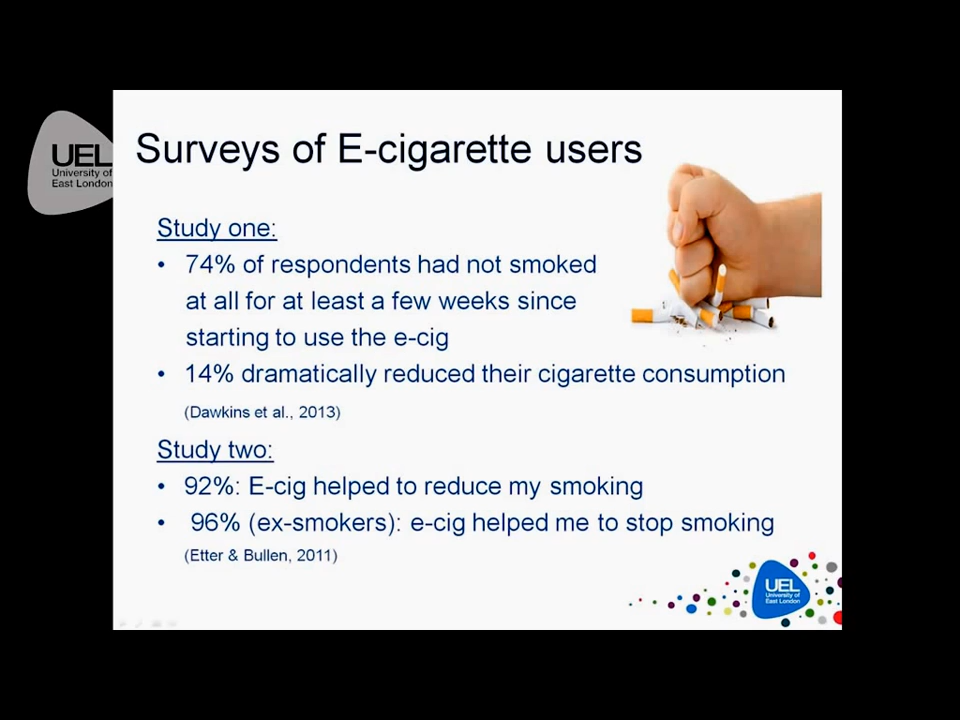 UEL
University of
East London
Surveys of E-cigarette users
Study one:
• 74% of respondents had not smoked
at all for at least a few weeks since
starting to use the e-cig
• 14% dramatically reduced their cigarette consumption
(Dawkins et al., 2013)
Study two:
• 92%: E-cig helped to reduce my smoking
• 96% (ex-smokers): e-cig helped me to stop smoking
(Etter & Bullen, 2011)
UEL
University of
East London